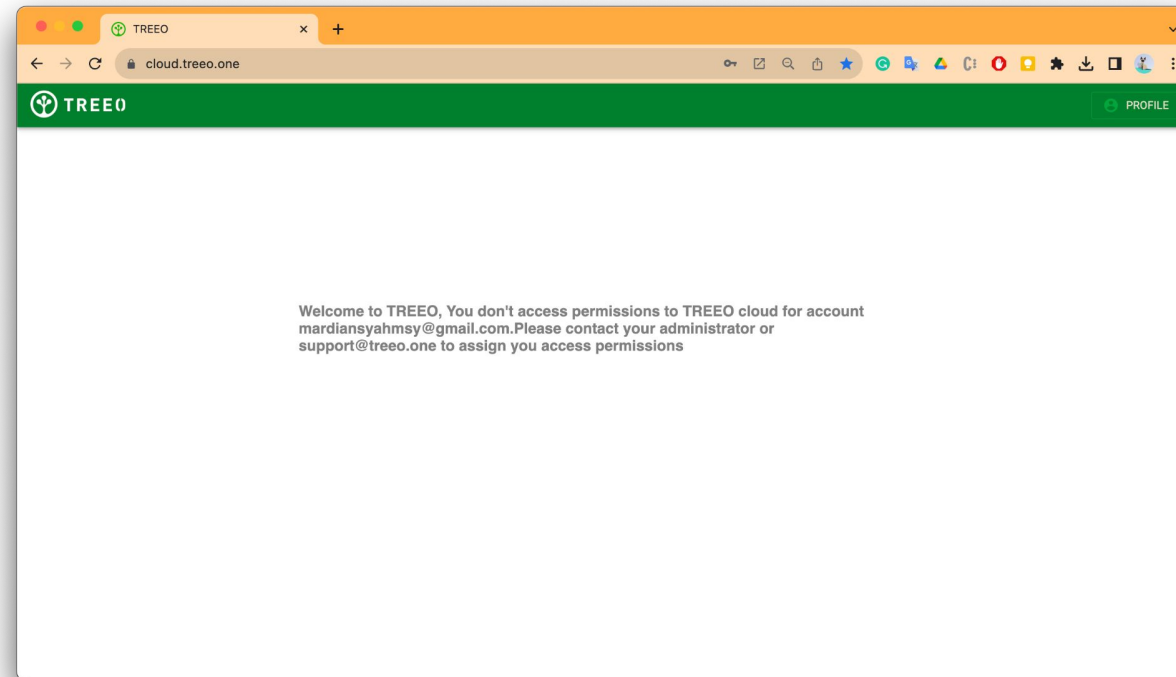 TREEO
cloud.treeo.one
TREEO
PROFILE
Welcome to TREEO, You don't access permissions to TREEO cloud for account
mardiansyahmsy@gmail.com.Please contact your administrator or
support@treeo.one to assign you access permissions